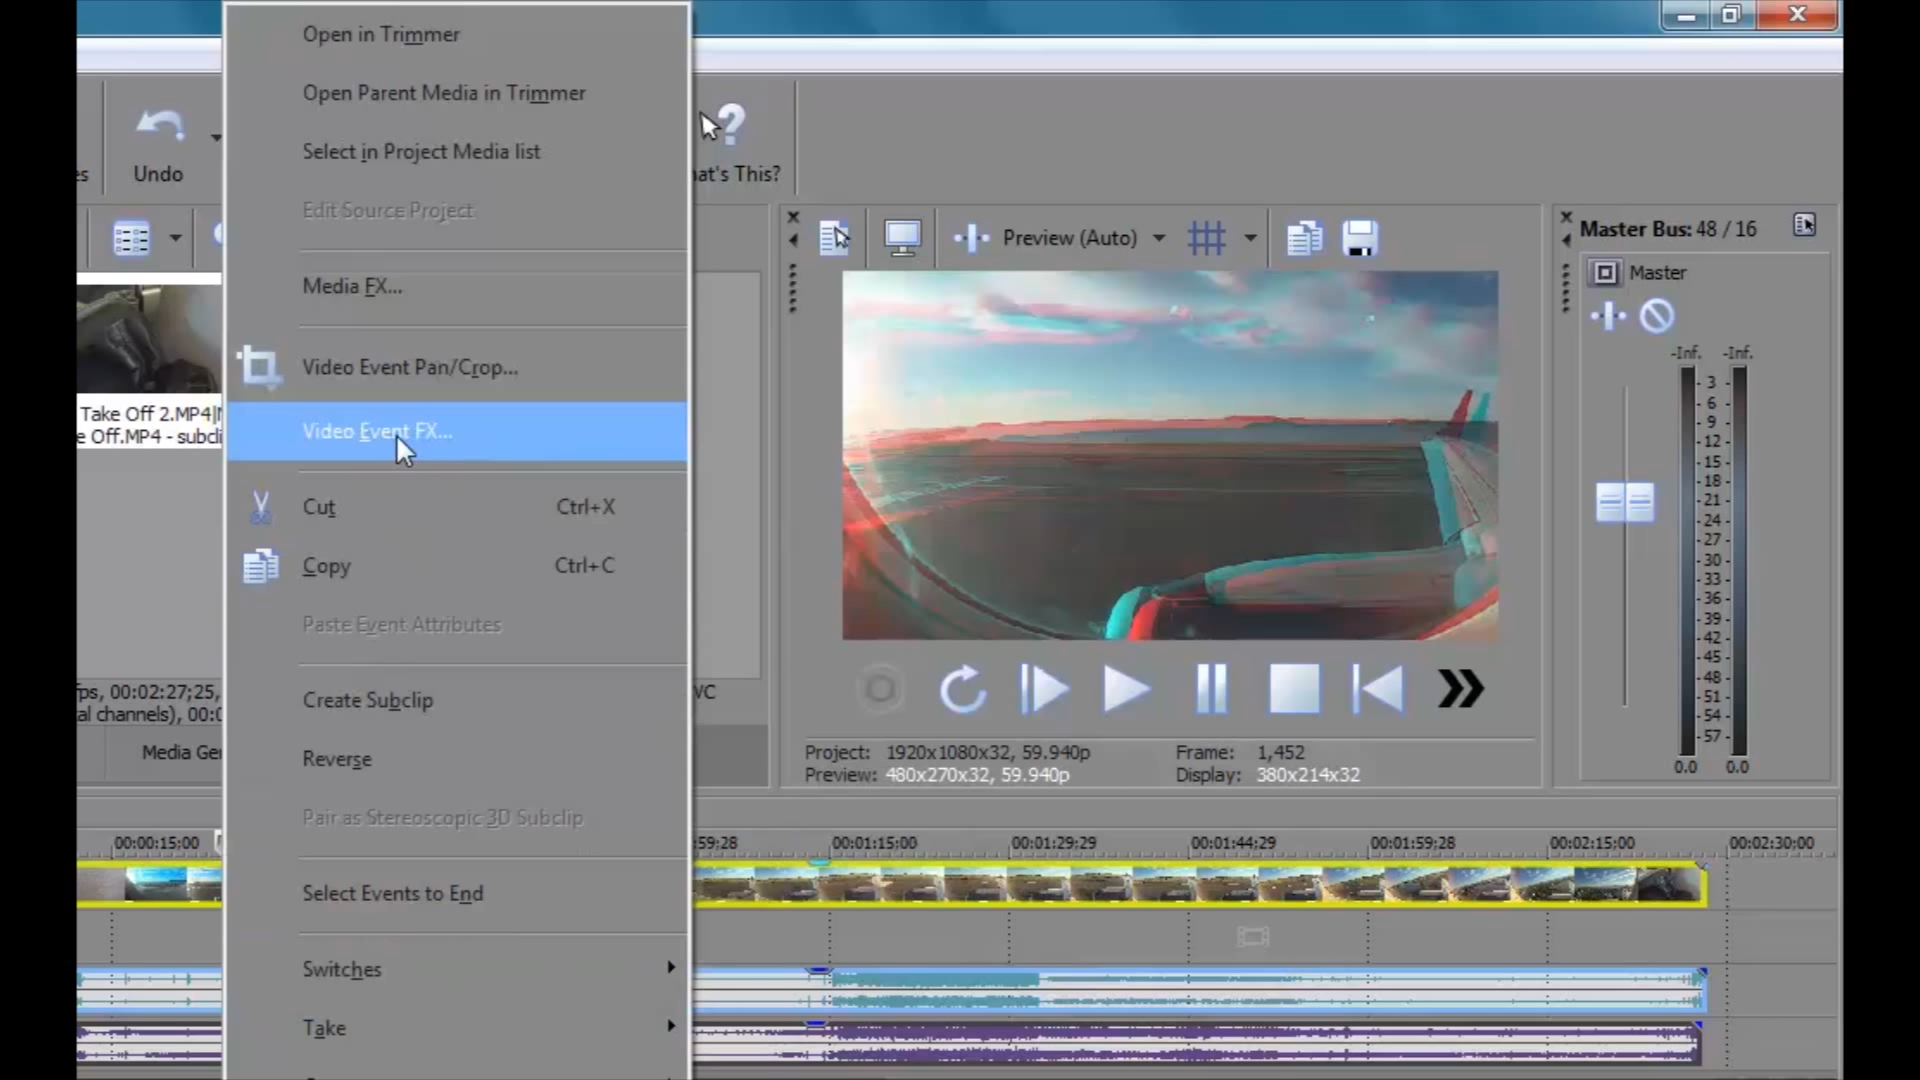 Open in Trimmer
Open Parent Media in Trimmer
Select in Project Media list
Edit Source Project
Media FX...
Video Event Pan/Crop...
Video Event FX...
Cut Ctrl+X
Copy Ctrl+C
Paste Event Attributes
Create Subclip
Reverse
Pair as Stereoscopic 3D Subclip
Select Events to End
Switches
Take
es
Undo
?
hat's This?
Take Off 2.MP4|
e Off.MP4 - subcli
fps, 00:02:27;25,
al channels), 00:0
VC
Media Ge
Preview (Auto)
Project: 1920x1080x32, 59.940p
Preview: 480x270x32, 59.940p
Frame: 1,452
Display: 380x214x32
Master Bus: 48 / 16
Master
-Inf. -Inf.
- 3 -
- 6 -
- 9 -
- 12 -
- 15 -
- 18 -
- 21 -
- 24 -
- 27 -
- 30 -
- 33 -
- 36 -
- 39 -
- 42 -
- 45 -
- 48 -
- 51 -
- 54 -
- 57 -
0.0 0.0
00:00:15;00 :59;28 00:01:15;00 00:01:29;29 00:01:44;29 00:01:59;28 00:02:15;00 00:02:30;00